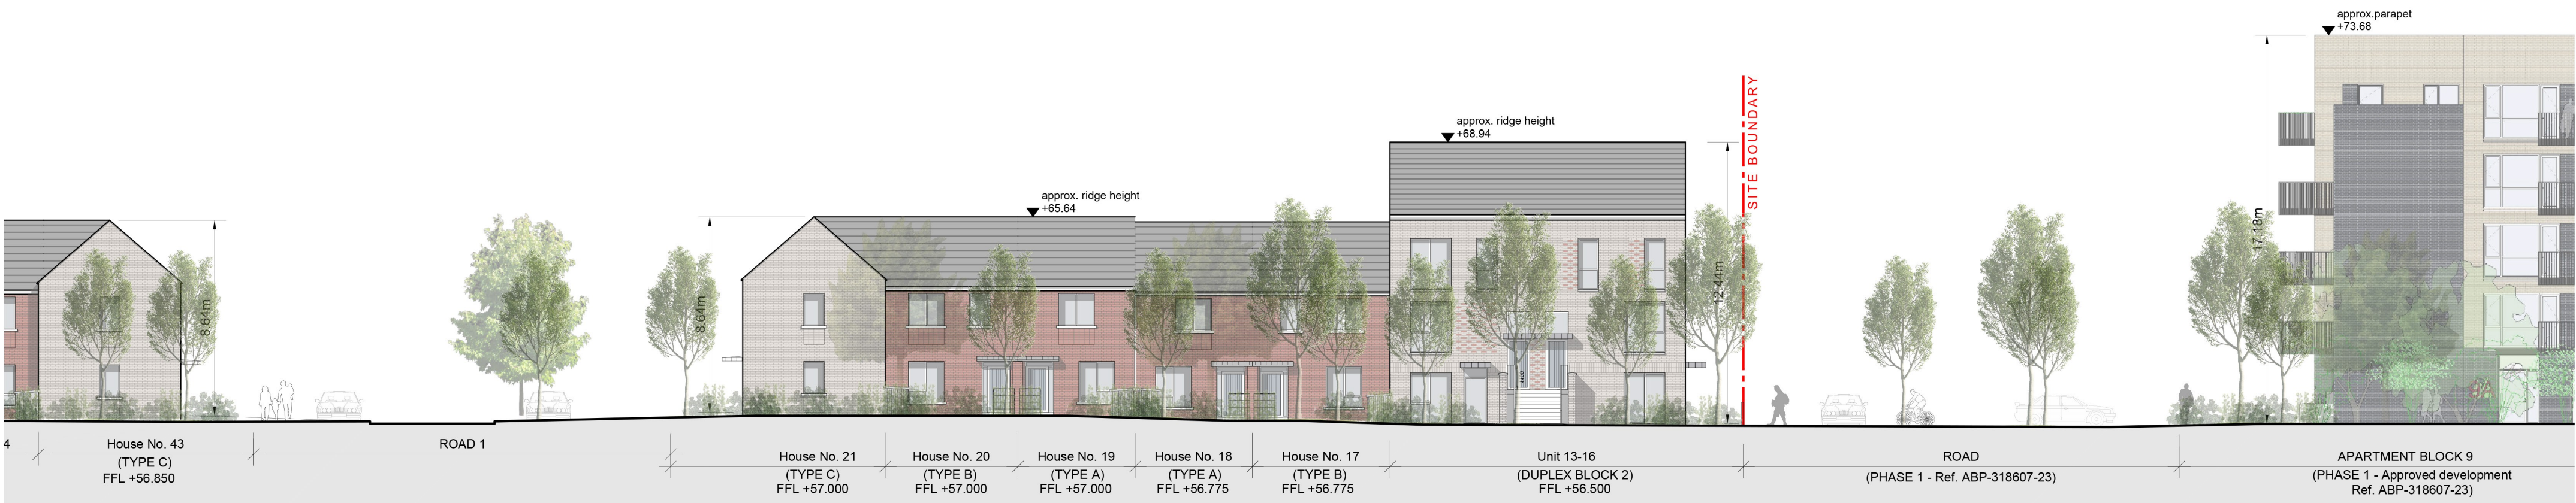 approx.parapet
+73.68
approx. ridge height
+68.94
approx. ridge height
+65.64
SITE BOUNDARY
8.64m
8.64m
12.44m
17.18m
4
House No. 43
(TYPE C)
FFL +56.850
ROAD 1
House No. 21
(TYPE C)
FFL +57.000
House No. 20
(TYPE B)
FFL +57.000
House No. 19
(TYPE A)
FFL +57.000
House No. 18
(TYPE A)
FFL +56.775
House No. 17
(TYPE B)
FFL +56.775
Unit 13-16
(DUPLEX BLOCK 2)
FFL +56.500
ROAD
(PHASE 1 - Ref. ABP-318607-23)
APARTMENT BLOCK 9
(PHASE 1 - Approved development
Ref. ABP-318607-23)